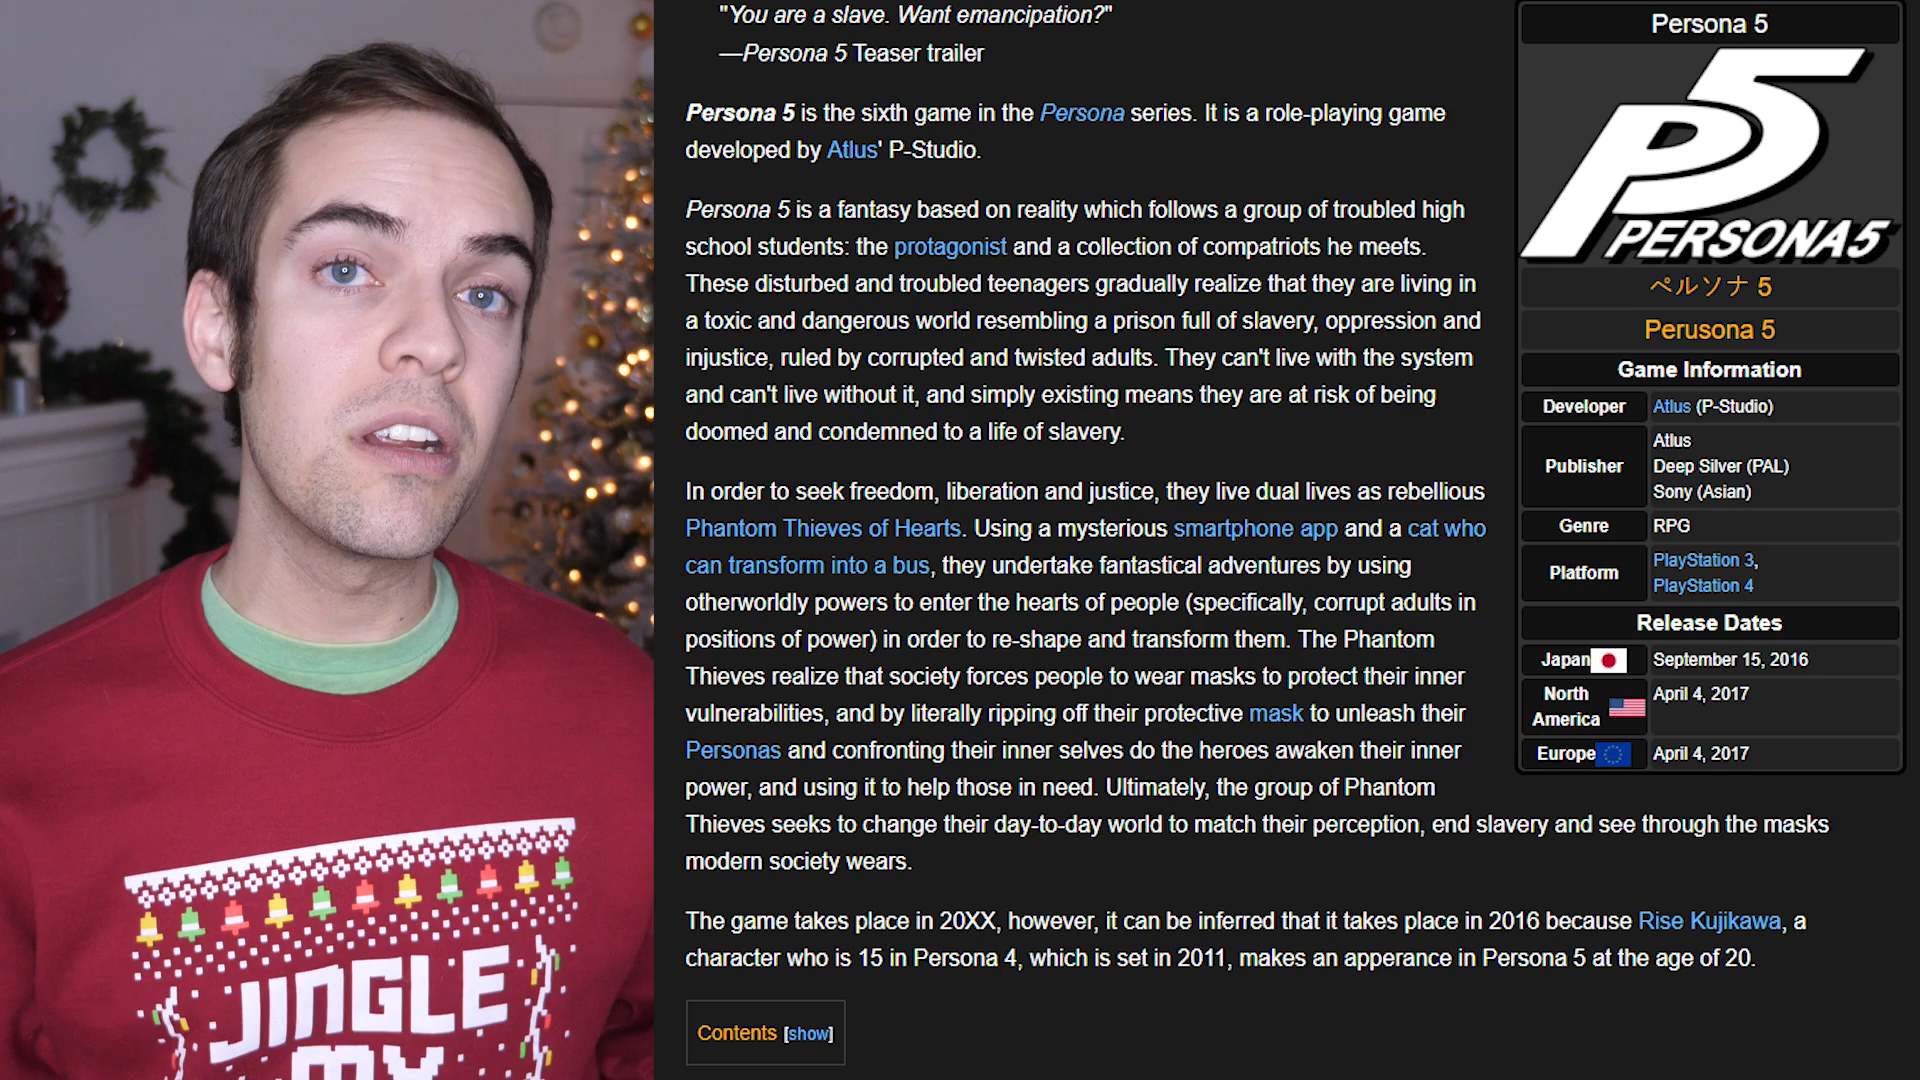 "You are a slave. Want emancipation?"
—Persona 5 Teaser trailer
Persona 5 is the sixth game in the Persona series. It is a role-playing game
developed by Atlus' P-Studio.
Persona 5 is a fantasy based on reality which follows a group of troubled high
school students: the protagonist and a collection of compatriots he meets.
These disturbed and troubled teenagers gradually realize that they are living in
a toxic and dangerous world resembling a prison full of slavery, oppression and
injustice, ruled by corrupted and twisted adults. They can't live with the system
and can't live without it, and simply existing means they are at risk of being
doomed and condemned to a life of slavery.
In order to seek freedom, liberation and justice, they live dual lives as rebellious
Phantom Thieves of Hearts. Using a mysterious smartphone app and a cat who
can transform into a bus, they undertake fantastical adventures by using
otherworldly powers to enter the hearts of people (specifically, corrupt adults in
positions of power) in order to re-shape and transform them. The Phantom
Thieves realize that society forces people to wear masks to protect their inner
vulnerabilities, and by literally ripping off their protective mask to unleash their
Personas and confronting their inner selves do the heroes awaken their inner
power, and using it to help those in need. Ultimately, the group of Phantom
Thieves seeks to change their day-to-day world to match their perception, end slavery and see through the masks
modern society wears.
The game takes place in 20XX, however, it can be inferred that it takes place in 2016 because Rise Kujikawa, a
character who is 15 in Persona 4, which is set in 2011, makes an apperance in Persona 5 at the age of 20.
Contents [show]
Persona 5
P5
PERSONA5
ペルソナ 5
Perusona 5
Game Information
Developer Atlus (P-Studio)
Publisher Atlus
Deep Silver (PAL)
Sony (Asian)
Genre RPG
Platform PlayStation 3,
PlayStation 4
Release Dates
Japan September 15, 2016
North America April 4, 2017
Europe April 4, 2017
JINGLE
MY